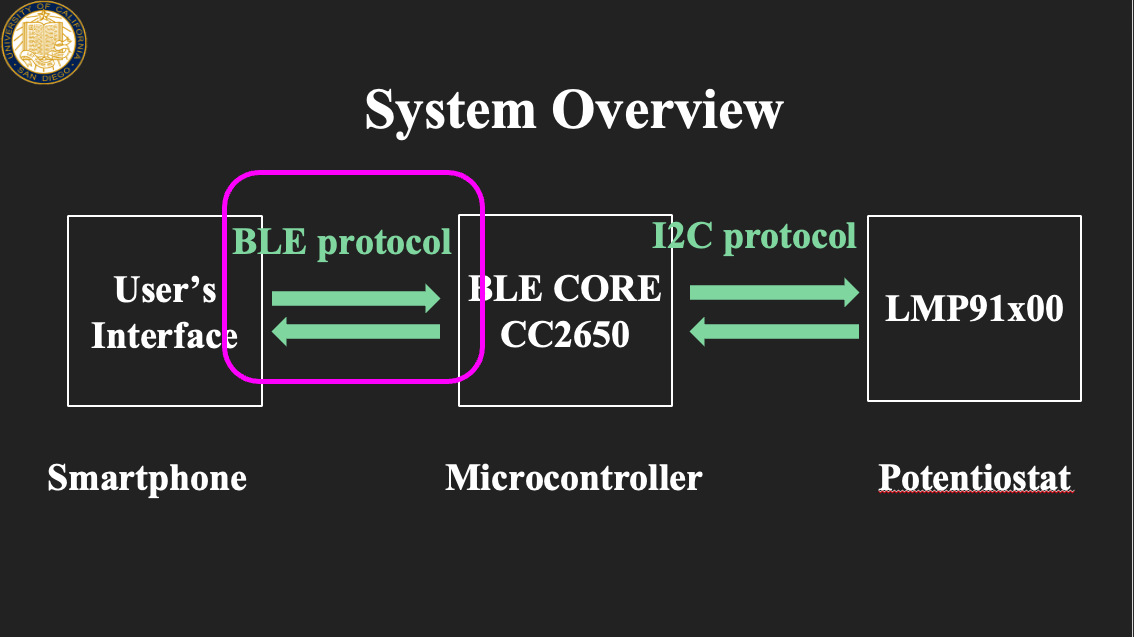 UNIVERSITY OF CALIFORNIA
SAN DIEGO
System Overview
BLE protocol
I2C protocol
User’s
Interface
BLE CORE
CC2650
LMP91x00
Smartphone
Microcontroller
Potentiostat